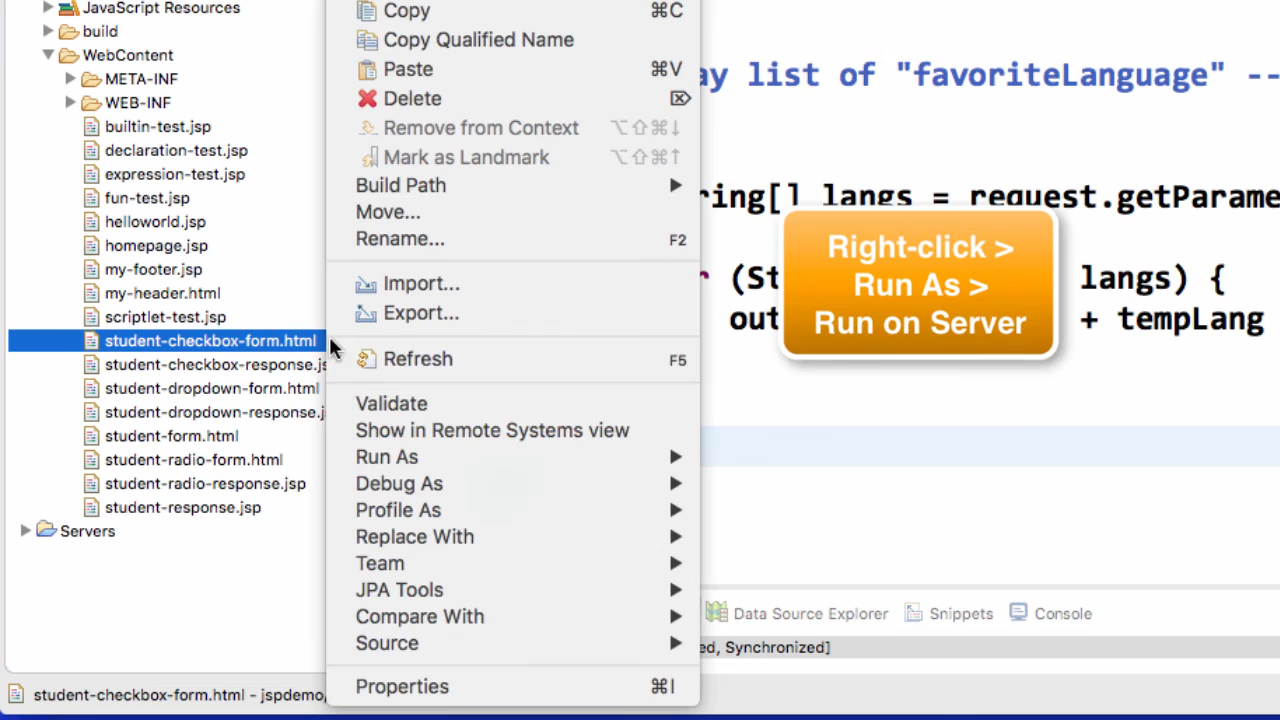 JavaScript Resources
build
WebContent
META-INF
WEB-INF
builtin-test.jsp
declaration-test.jsp
expression-test.jsp
fun-test.jsp
helloworld.jsp
homepage.jsp
my-footer.jsp
my-header.html
scriptlet-test.jsp
student-checkbox-form.html
student-checkbox-response.js
student-dropdown-form.html
student-dropdown-response.j
student-form.html
student-radio-form.html
student-radio-response.jsp
student-response.jsp
Servers
student-checkbox-form.html - jspdemo/
Copy ⌘C
Copy Qualified Name
Paste ⌘V
Delete ⌦
Remove from Context ⌥⇧⌘↓
Mark as Landmark ⌥⇧⌘↑
Build Path
Move...
Rename... F2
Import...
Export...
Refresh F5
Validate
Show in Remote Systems view
Run As
Debug As
Profile As
Replace With
Team
JPA Tools
Compare With
Source
Properties ⌘I
ay list of "favoriteLanguage" --
ring[] langs = request.getParame
r (St langs) {
out + tempLang
Right-click >
Run As >
Run on Server
Data Source Explorer Snippets Console
ed, Synchronized]